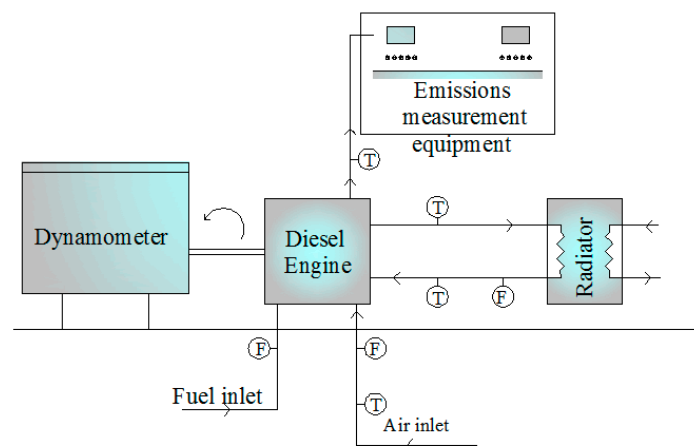 Emissions
measurement
equipment
T
Dynamometer
Diesel
Engine
T
T
F
Radiator
F
F
Fuel inlet
T
Air inlet